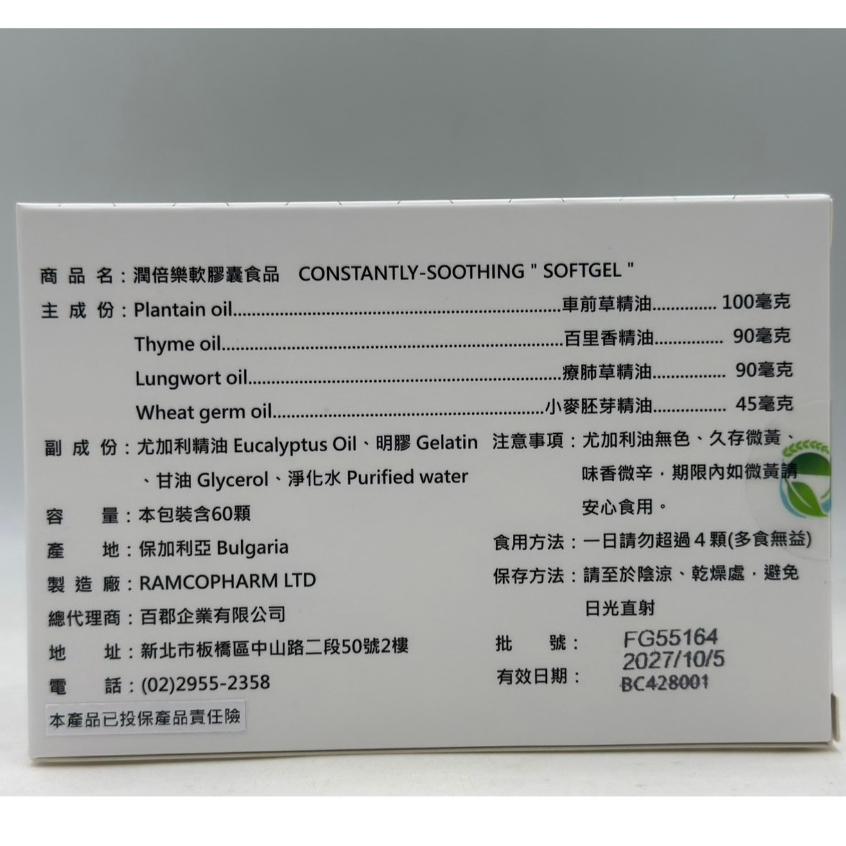 商品名：潤倍樂軟膠囊食品 CONSTANTLY-SOOTHING " SOFTGEL "
主成份：Plantain oil..........車前草精油.......... 100毫克
Thyme oil..........百里香精油.......... 90毫克
Lungwort oil..........療肺草精油.......... 90毫克
Wheat germ oil..........小麥胚芽精油.......... 45毫克
副成份：尤加利精油 Eucalyptus Oil、明膠 Gelatin
、甘油 Glycerol、淨化水 Purified water
容量：本包裝含60顆
產地：保加利亞 Bulgaria
製造廠：RAMCOPHARM LTD
總代理商：百郡企業有限公司
地址：新北市板橋區中山路二段50號2樓
電話：(02)2955-2358
本產品已投保產品責任險
注意事項：尤加利油無色、久存微黃、
味香微辛，期限內如微黃請
安心食用。
食用方法：一日請勿超過4顆(多食無益)
保存方法：請至於陰涼、乾燥處，避免
日光直射
批號：FG55164
2027/10/5
有效日期：BC428001